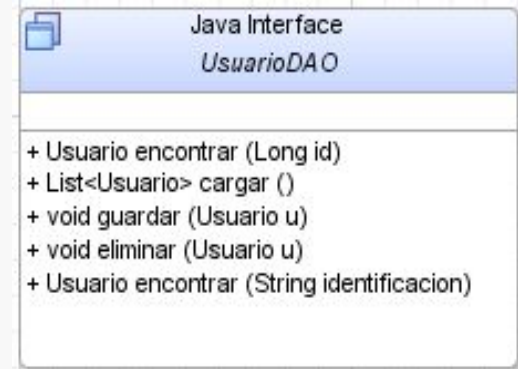 Java Interface
UsuarioDAO
+ Usuario encontrar (Long id)
+ List<Usuario> cargar ()
+ void guardar (Usuario u)
+ void eliminar (Usuario u)
+ Usuario encontrar (String identificacion)